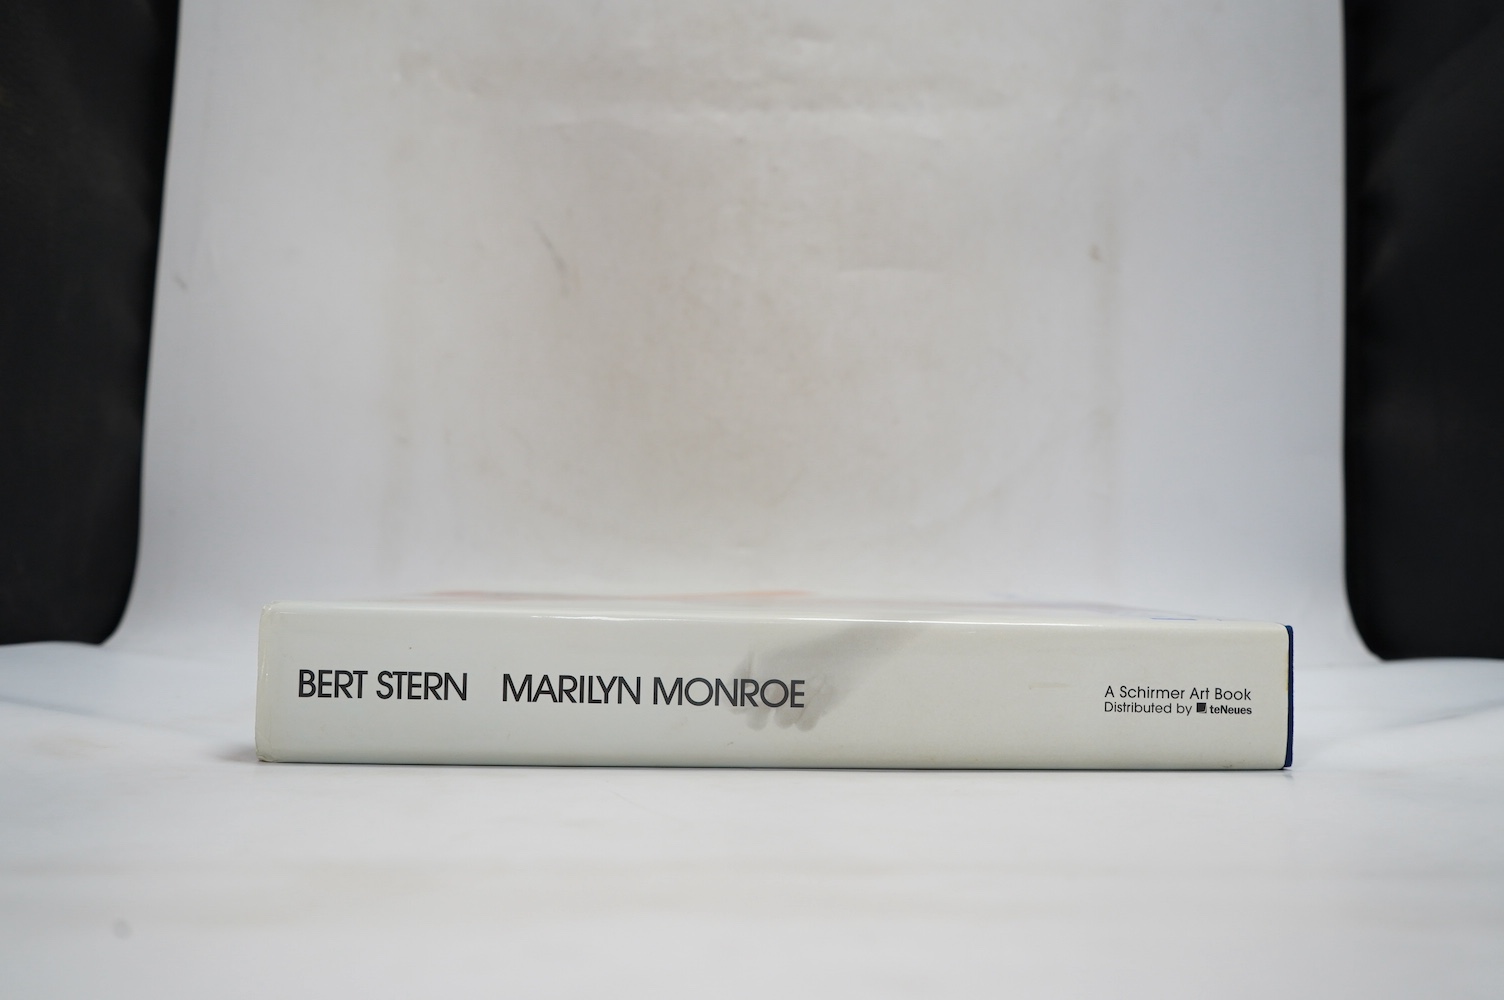 BERT STERN MARILYN MONROE
A Schirmer Art Book
Distributed by teNeues